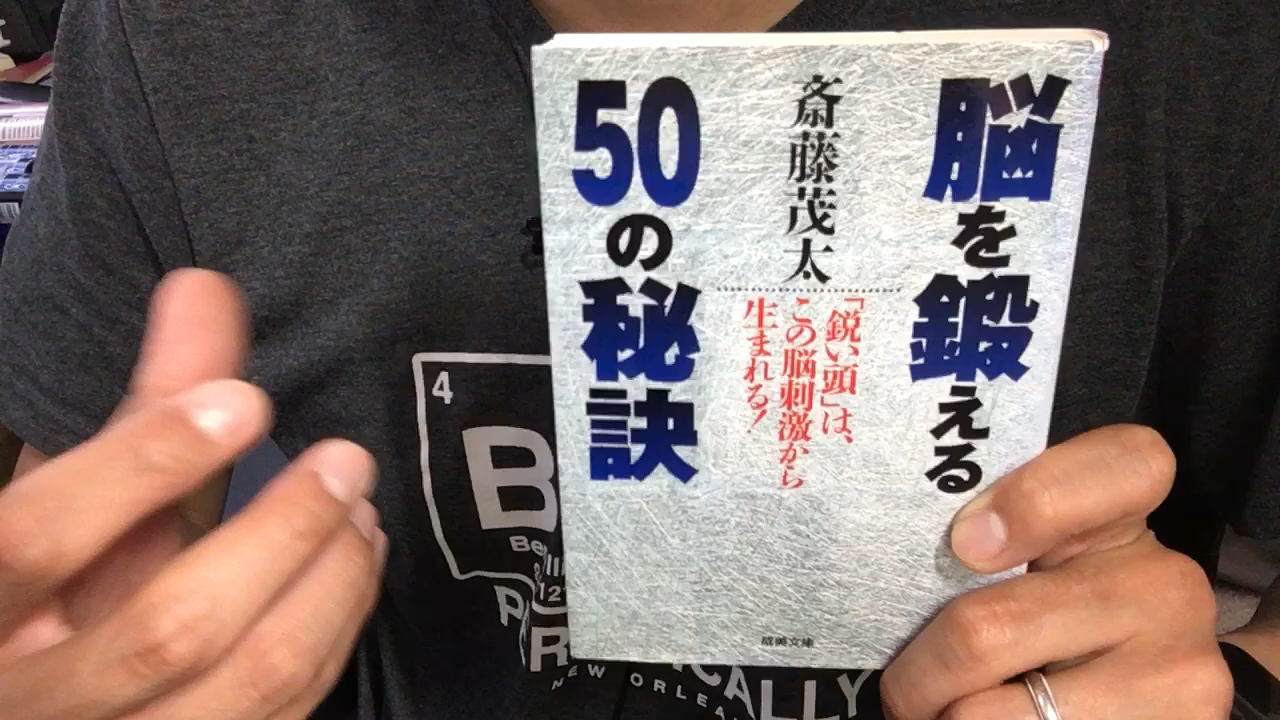 脳を鍛える
50の秘訣
斎藤茂太
「鋭い頭」は、
この脳刺激から
生まれる!
成美文庫
4
B
NEW ORLEA
CALLY